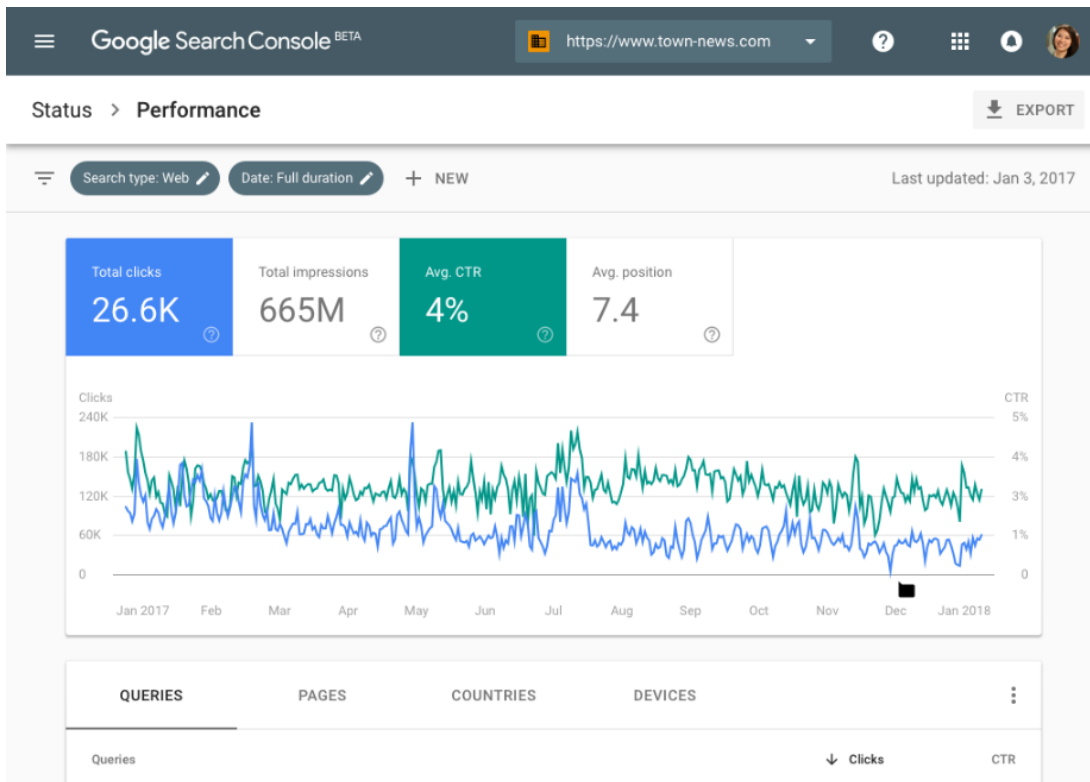 Google Search Console BETA
https://www.town-news.com
Status > Performance
EXPORT
Search type: Web
Date: Full duration
+ NEW
Last updated: Jan 3, 2017
Total clicks
26.6K
Total impressions
665M
Avg. CTR
4%
Avg. position
7.4
Clicks
CTR
240K
5%
180K
4%
120K
3%
60K
1%
0
0
Jan 2017 Feb Mar Apr May Jun Jul Aug Sep Oct Nov Dec Jan 2018
QUERIES PAGES COUNTRIES DEVICES
Queries Clicks CTR